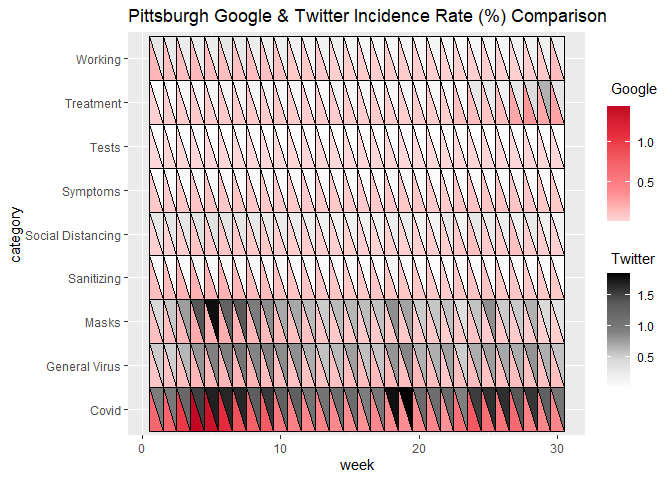 Pittsburgh Google & Twitter Incidence Rate (%) Comparison
category
Working
Treatment
Tests
Symptoms
Social Distancing
Sanitizing
Masks
General Virus
Covid
0
10
20
30
week
Google
1.0
0.5
Twitter
1.5
1.0
0.5